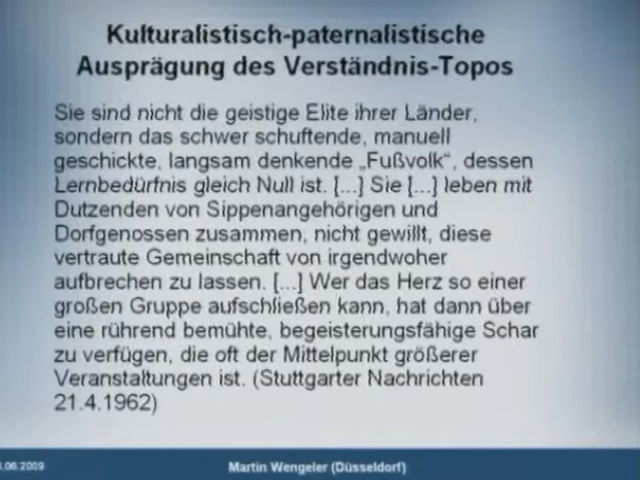 Kulturalistisch-paternalistische
Ausprägung des Verständnis-Topos
Sie sind nicht die geistige Elite ihrer Länder,
sondern das schwer schuftende, manuell
geschickte, langsam denkende „Fußvolk“, dessen
Lernbedürfnis gleich Null ist. [...] Sie [...] leben mit
Dutzenden von Sippenangehörigen und
Dorfgenossen zusammen, nicht gewillt, diese
vertraute Gemeinschaft von irgendwoher
aufbrechen zu lassen. [...] Wer das Herz so einer
großen Gruppe aufschließen kann, hat dann über
eine rührend bemühte, begeisterungsfähige Schar
zu verfügen, die oft der Mittelpunkt größerer
Veranstaltungen ist. (Stuttgarter Nachrichten
21.4.1962)
.06.2009
Martin Wengeler (Düsseldorf)